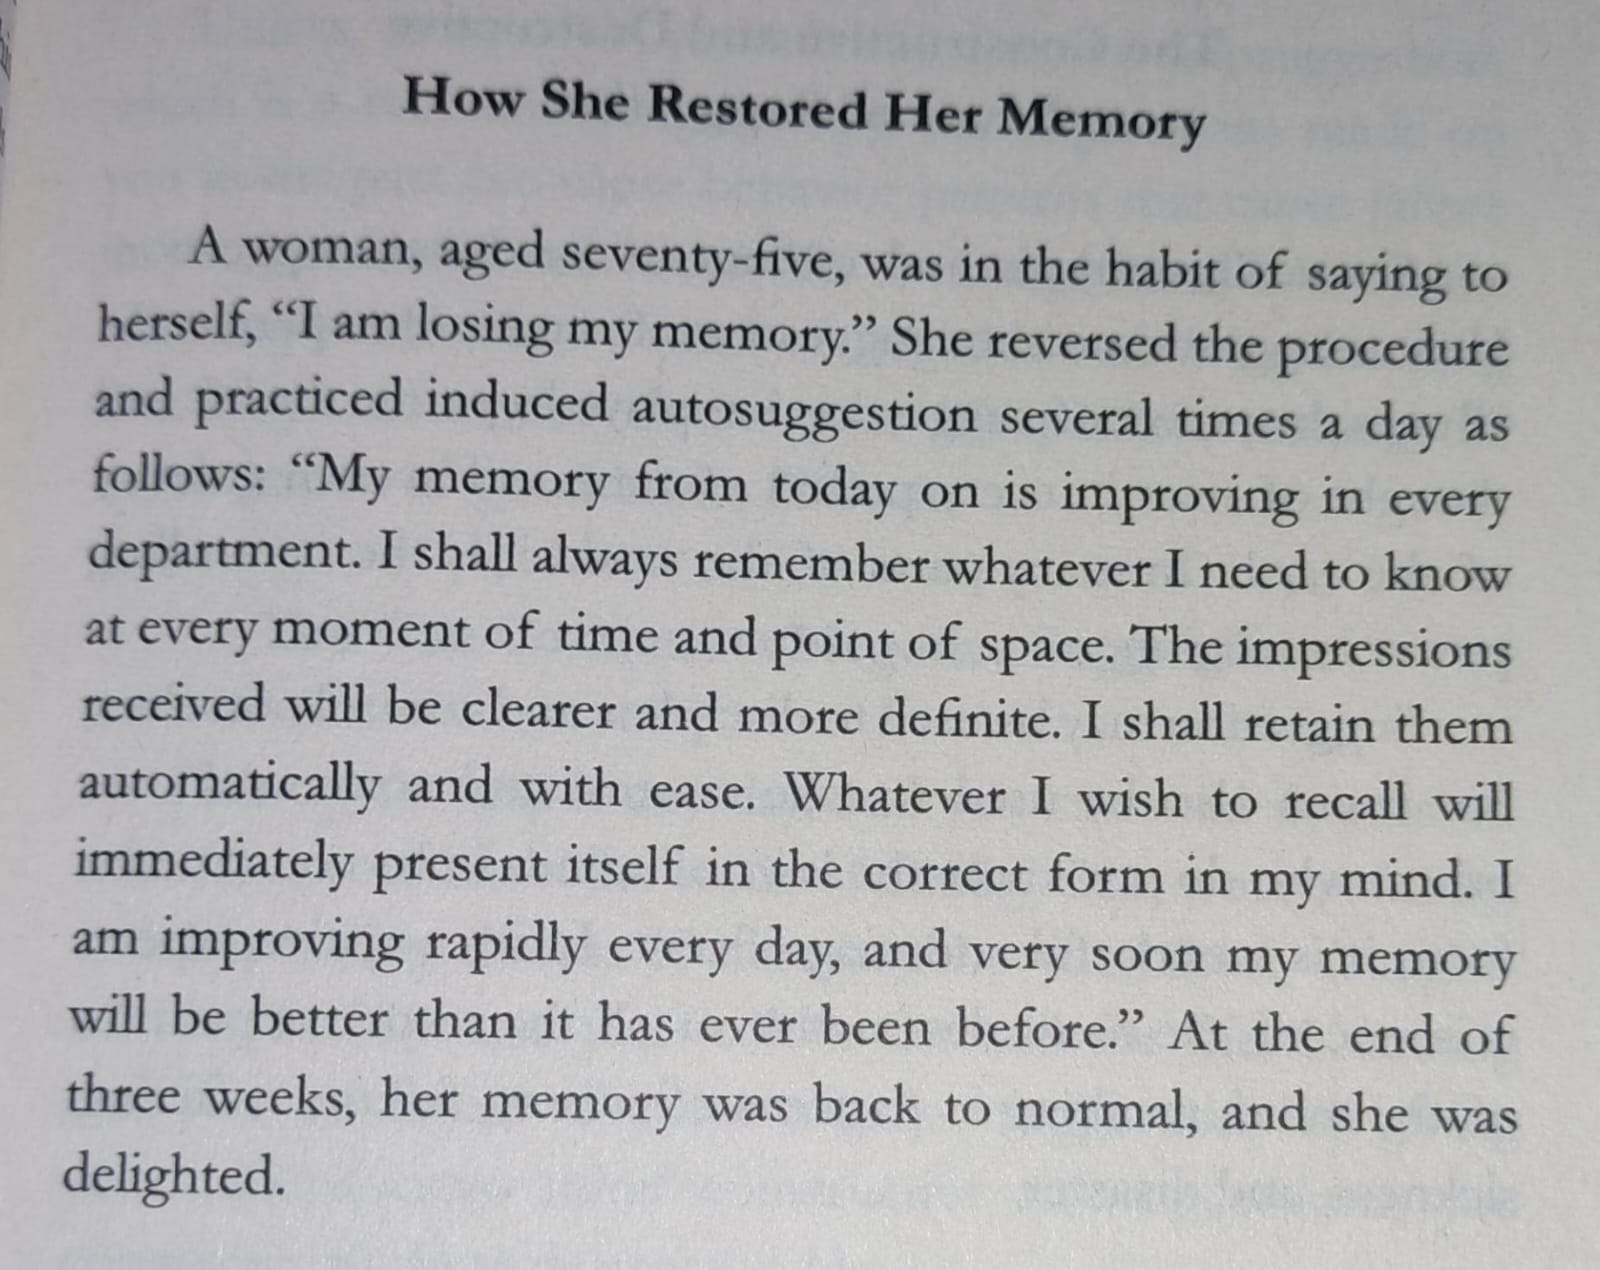 How She Restored Her Memory
A woman, aged seventy-five, was in the habit of saying to
herself, “I am losing my memory.” She reversed the procedure
and practiced induced autosuggestion several times a day as
follows: “My memory from today on is improving in every
department. I shall always remember whatever I need to know
at every moment of time and point of space. The impressions
received will be clearer and more definite. I shall retain them
automatically and with ease. Whatever I wish to recall will
immediately present itself in the correct form in my mind. I
am improving rapidly every day, and very soon my memory
will be better than it has ever been before.” At the end of
three weeks, her memory was back to normal, and she was
delighted.